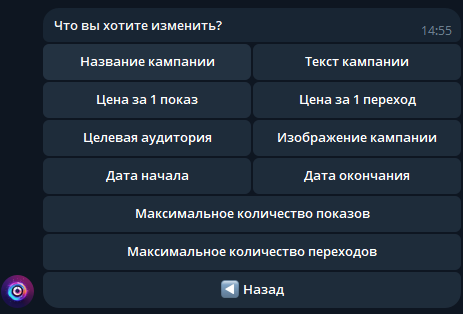 Что вы хотите изменить?
14:55
Название кампании
Текст кампании
Цена за 1 показ
Цена за 1 переход
Целевая аудитория
Изображение кампании
Дата начала
Дата окончания
Максимальное количество показов
Максимальное количество переходов
◀️ Назад